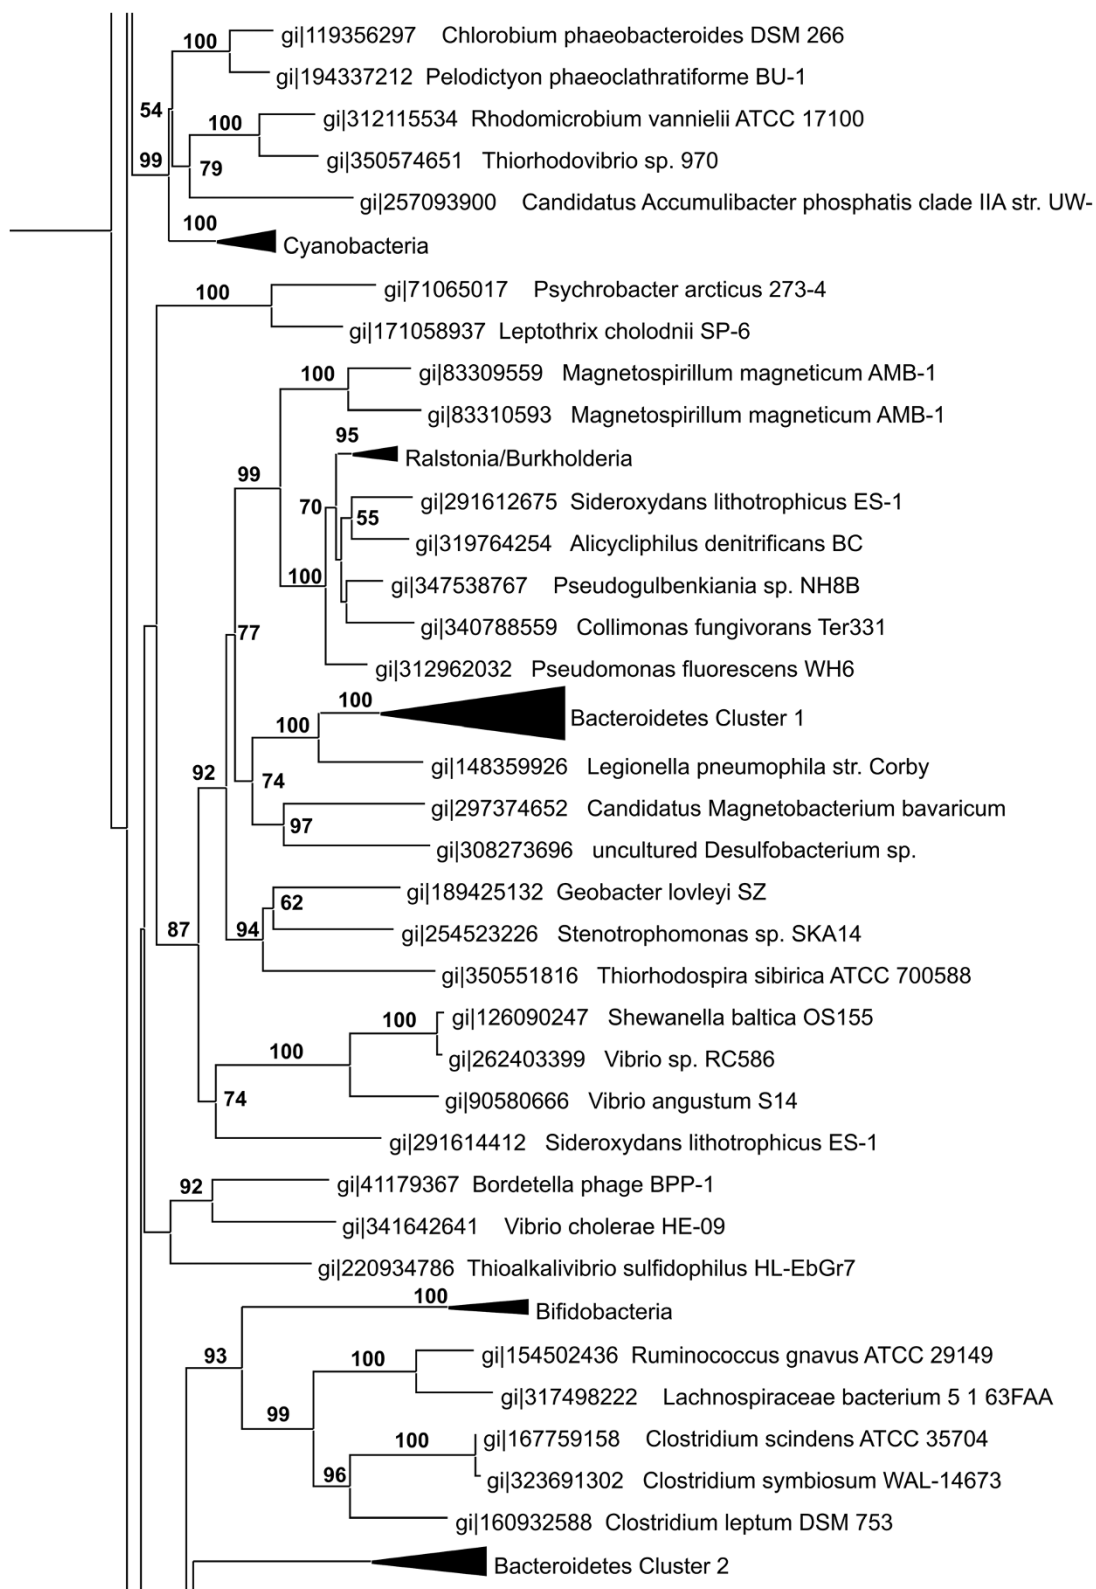 gi|119356297 Chlorobium phaeobacteroides DSM 266
100
gi|194337212 Pelodictyon phaeoclathratiforme BU-1
54
gi|312115534 Rhodomicrobium vannielii ATCC 17100
100
99
gi|350574651 Thiorhodovibrio sp. 970
79
gi|257093900 Candidatus Accumulibacter phosphatis clade IIA str. UW-
100
Cyanobacteria
gi|71065017 Psychrobacter arcticus 273-4
100
gi|171058937 Leptothrix cholodnii SP-6
100
gi|83309559 Magnetospirillum magneticum AMB-1
gi|83310593 Magnetospirillum magneticum AMB-1
95
Ralstonia/Burkholderia
99
gi|291612675 Sideroxydans lithotrophicus ES-1
70
55
gi|319764254 Alicycliphilus denitrificans BC
100
gi|347538767 Pseudogulbenkiania sp. NH8B
gi|340788559 Collimonas fungivorans Ter331
77
gi|312962032 Pseudomonas fluorescens WH6
100
Bacteroidetes Cluster 1
100
gi|148359926 Legionella pneumophila str. Corby
92
74
gi|297374652 Candidatus Magnetobacterium bavaricum
97
gi|308273696 uncultured Desulfobacterium sp.
gi|189425132 Geobacter lovleyi SZ
62
87
94
gi|254523226 Stenotrophomonas sp. SKA14
gi|350551816 Thiorhodospira sibirica ATCC 700588
100
gi|126090247 Shewanella baltica OS155
100
gi|262403399 Vibrio sp. RC586
74
gi|90580666 Vibrio angustum S14
gi|291614412 Sideroxydans lithotrophicus ES-1
92
gi|41179367 Bordetella phage BPP-1
gi|341642641 Vibrio cholerae HE-09
gi|220934786 Thioalkalivibrio sulfidophilus HL-EbGr7
100
Bifidobacteria
93
100
gi|154502436 Ruminococcus gnavus ATCC 29149
gi|317498222 Lachnospiraceae bacterium 5 1 63FAA
99
100
gi|167759158 Clostridium scindens ATCC 35704
96
gi|323691302 Clostridium symbiosum WAL-14673
gi|160932588 Clostridium leptum DSM 753
Bacteroidetes Cluster 2